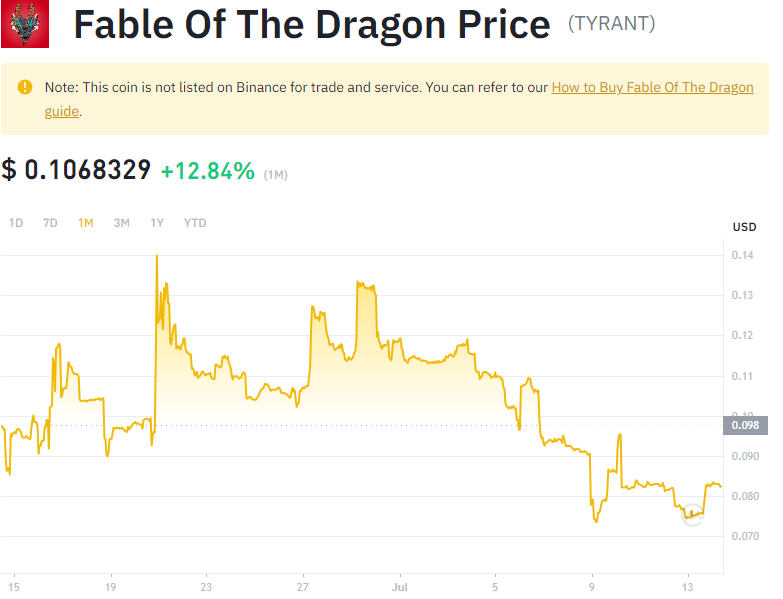 Fable Of The Dragon Price (TYRANT)
Note: This coin is not listed on Binance for trade and service. You can refer to our How to Buy Fable Of The Dragon
guide.
$ 0.1068329 +12.84% (1M)
1D 7D 1M 3M 1Y YTD
USD
0.14
0.13
0.12
0.11
0.10
0.098
0.090
0.080
0.070
15 19 23 27 Jul 5 9 13